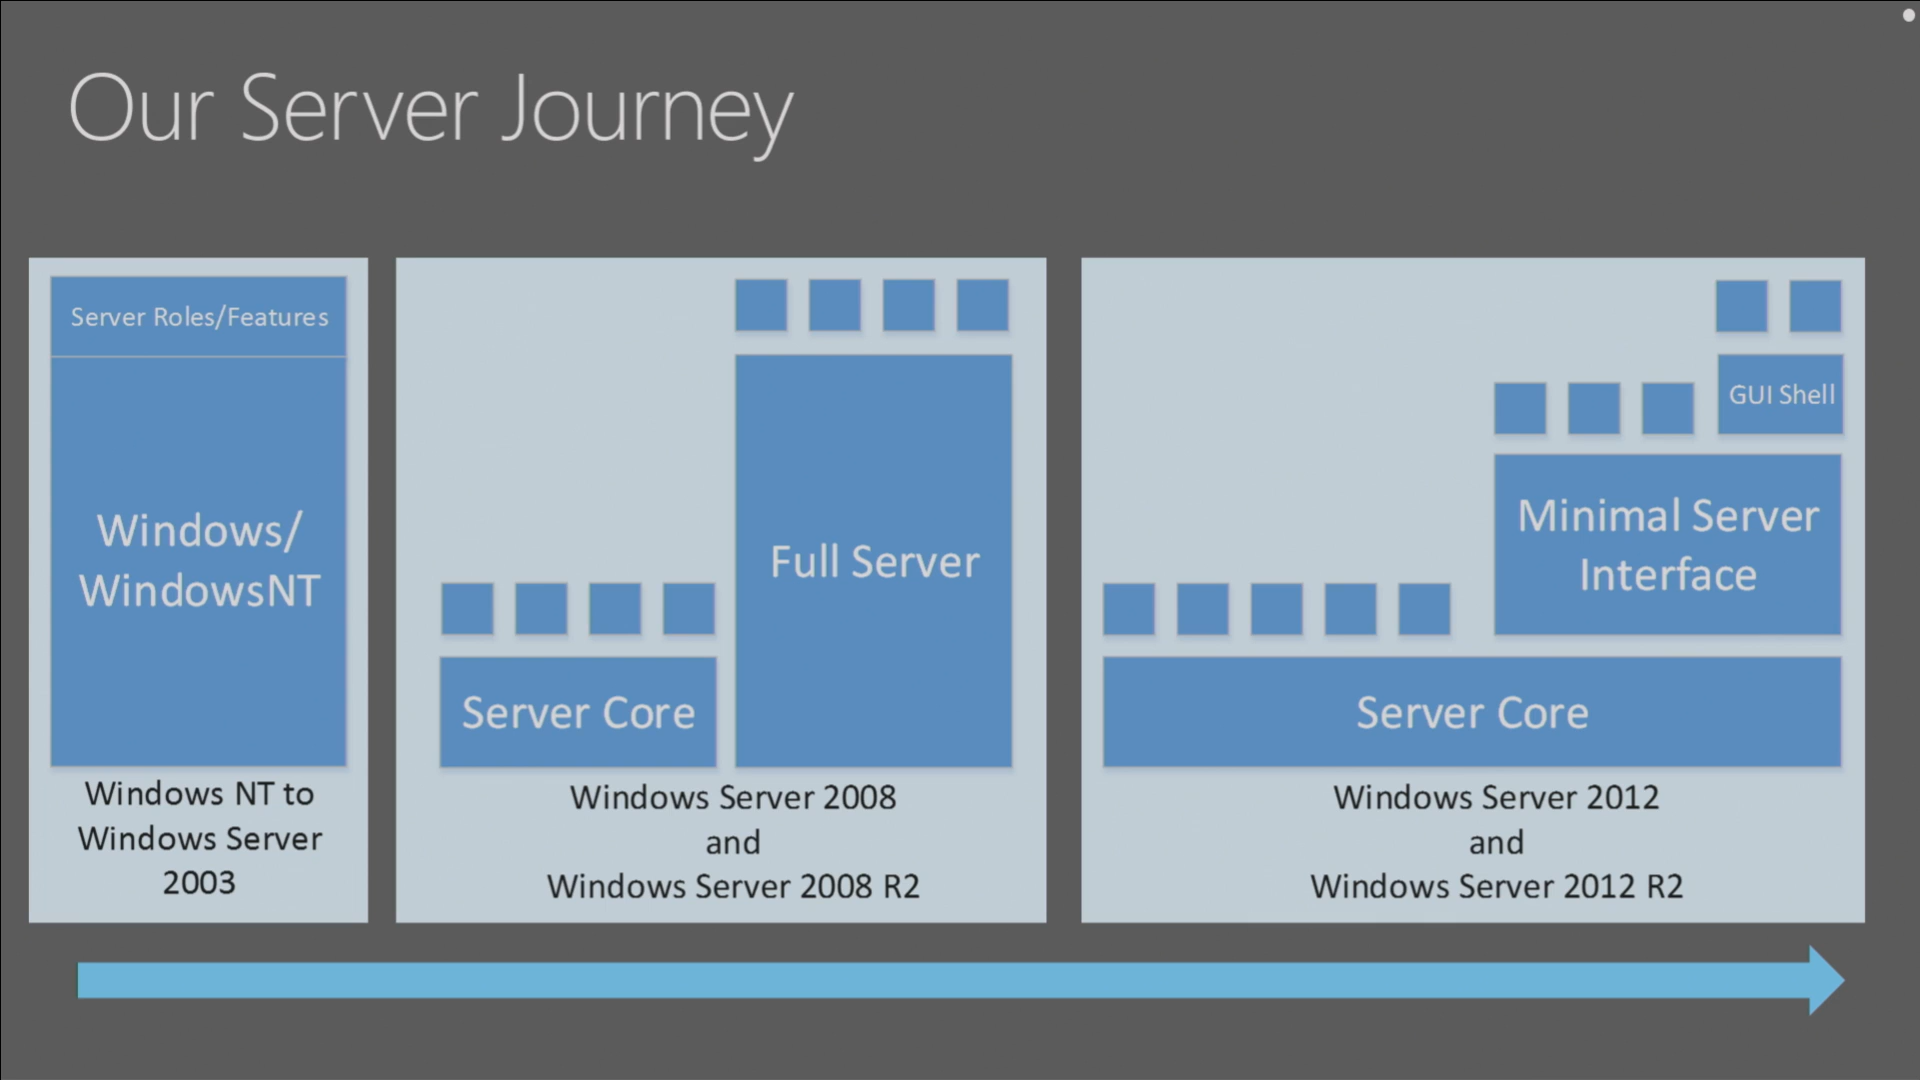 Our Server Journey
Server Roles/Features
Windows/
WindowsNT
Windows NT to
Windows Server
2003
Full Server
Server Core
Windows Server 2008
and
Windows Server 2008 R2
GUI Shell
Minimal Server
Interface
Server Core
Windows Server 2012
and
Windows Server 2012 R2